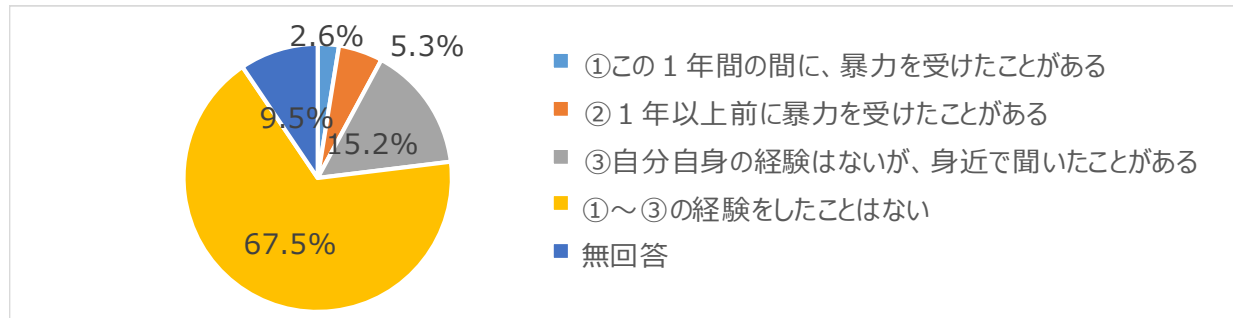 2.6%
5.3%
9.5%
15.2%
67.5%
①この1年間の間に、暴力を受けたことがある
②1年以上前に暴力を受けたことがある
③自分自身の経験はないが、身近で聞いたことがある
①～③の経験をしたことはない
無回答